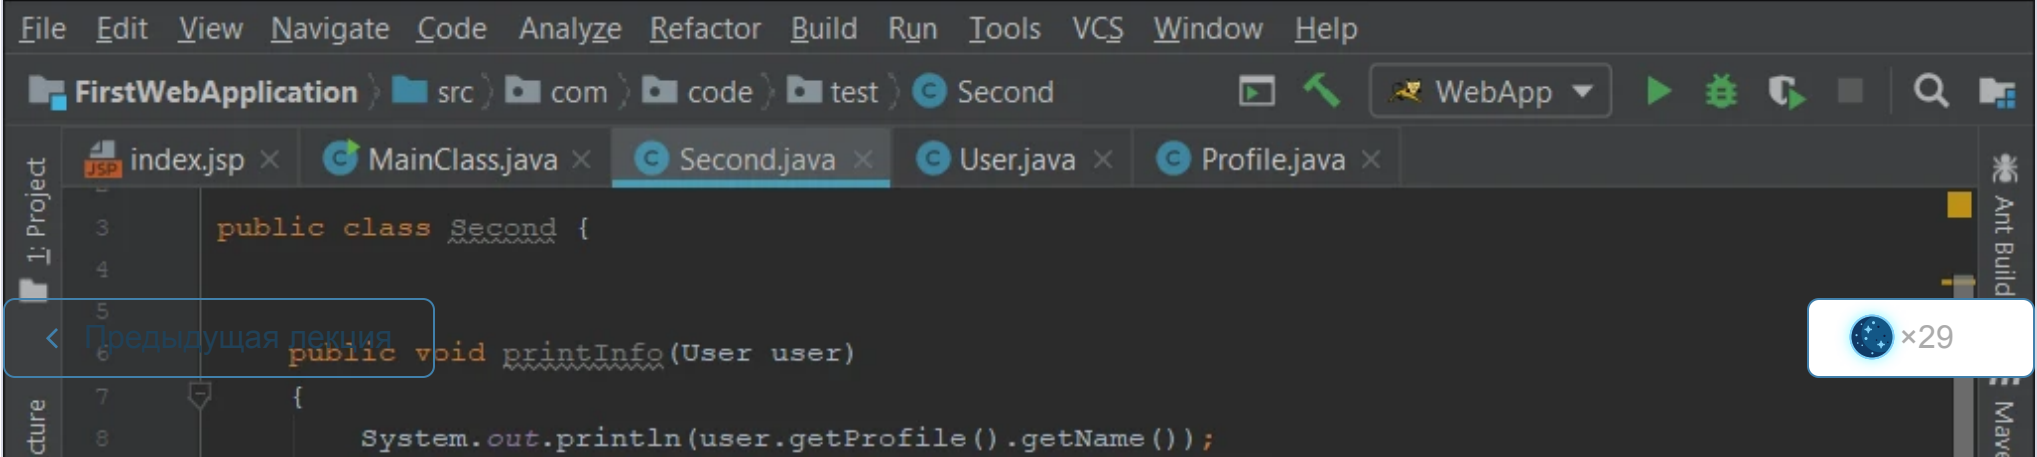 File Edit View Navigate Code Analyze Refactor Build Run Tools VCS Window Help
FirstWebApplication src com code test Second WebApp
index.jsp MainClass.java Second.java User.java Profile.java
1: Project
Ant Build
3 public class Second {
4
5
Предыдущая лекция
×29
6 public void printInfo(User user)
7 {
8 System.out.println(user.getProfile().getName());
cture
Mave